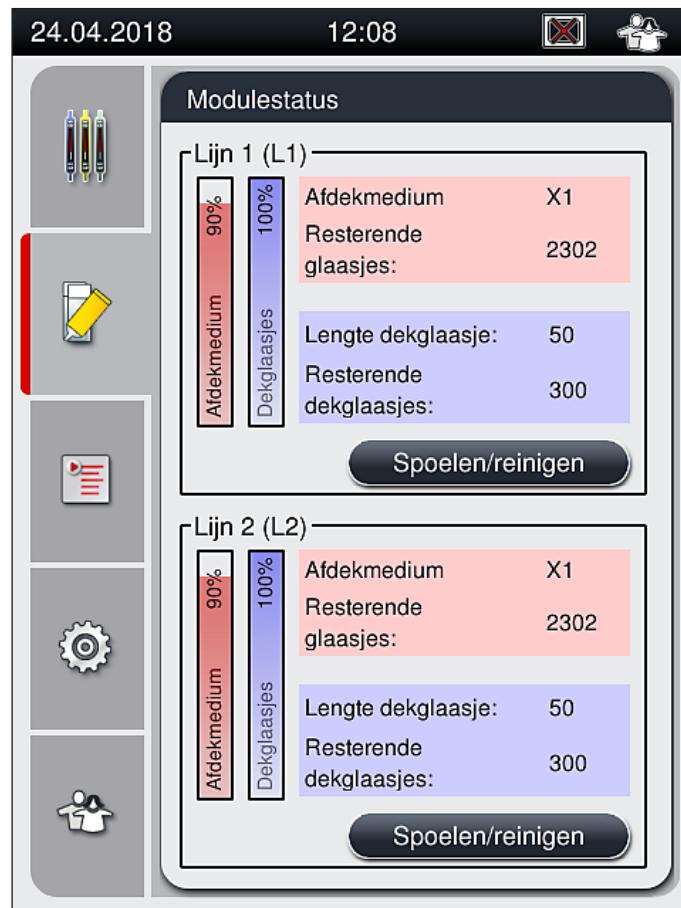 24.04.2018 12:08
Modulestatus
Lijn 1 (L1)
90%
Afdekmedium
100%
Dekglaasjes
Afdekmedium X1
Resterende
glaasjes: 2302
Lengte dekglaasje: 50
Resterende
dekglaasjes: 300
Spoelen/reinigen
Lijn 2 (L2)
90%
Afdekmedium
100%
Dekglaasjes
Afdekmedium X1
Resterende
glaasjes: 2302
Lengte dekglaasje: 50
Resterende
dekglaasjes: 300
Spoelen/reinigen